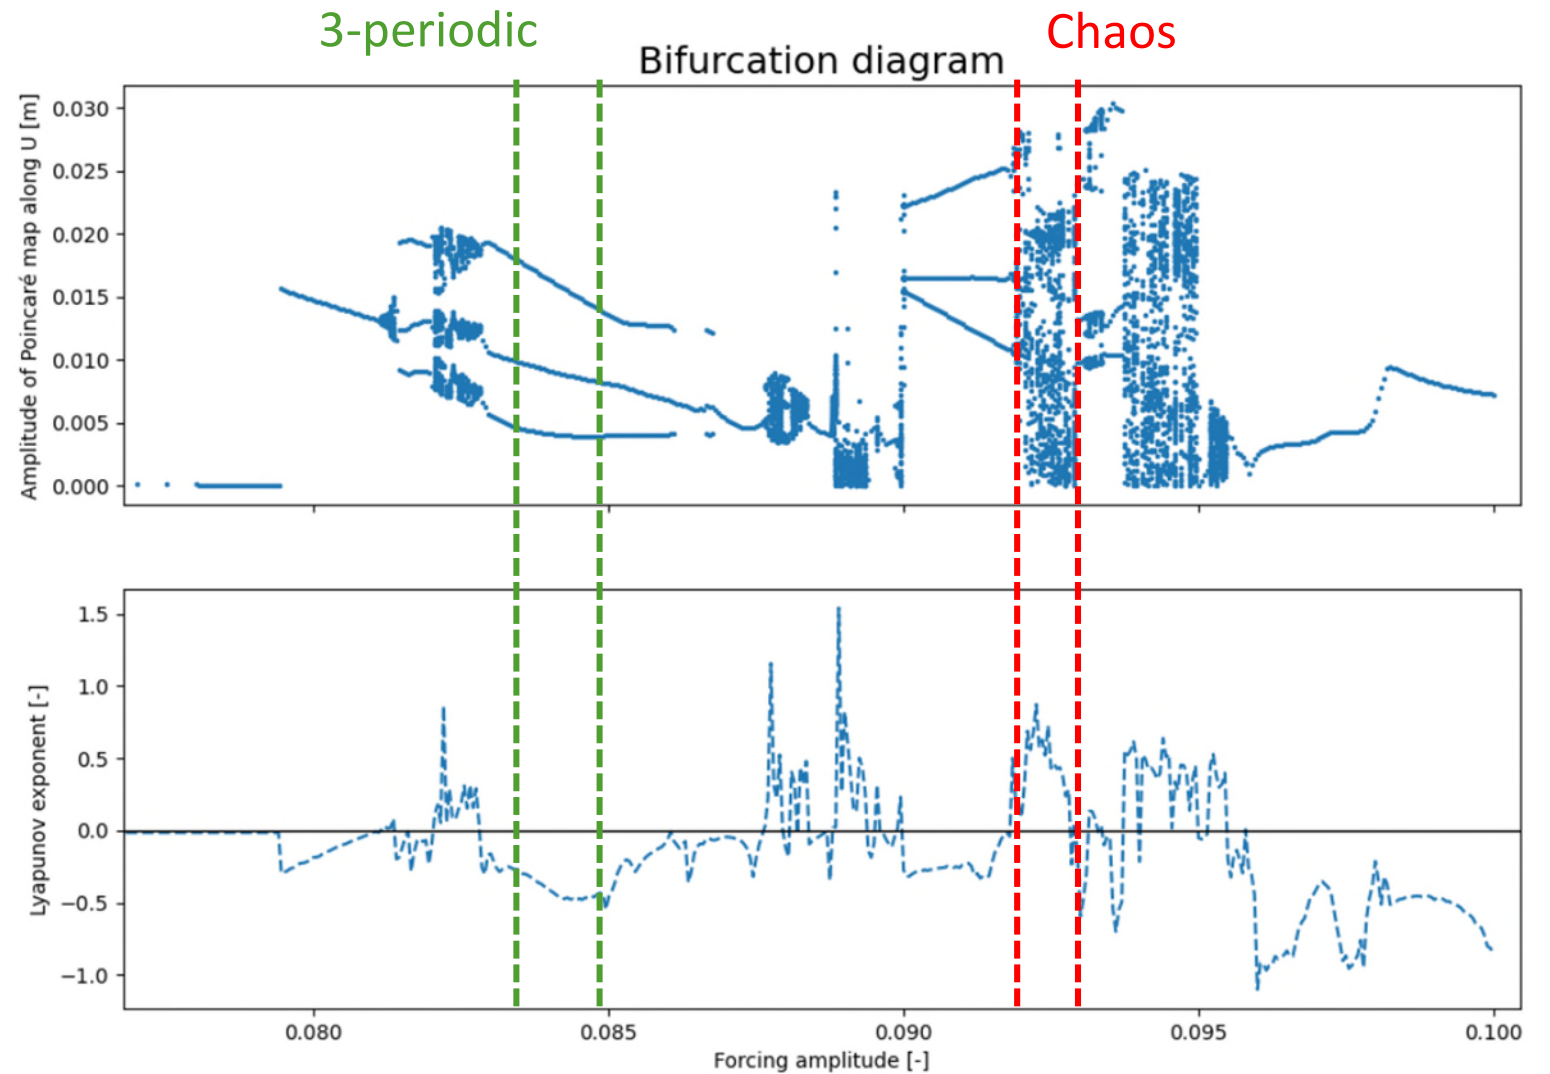 3-periodic
Chaos
Bifurcation diagram
Amplitude of Poincaré map along U [m]
0.030
0.025
0.020
0.015
0.010
0.005
0.000
Lyapunov exponent [-]
1.5
1.0
0.5
0.0
−0.5
−1.0
0.080 0.085 0.090 0.095 0.100
Forcing amplitude [-]